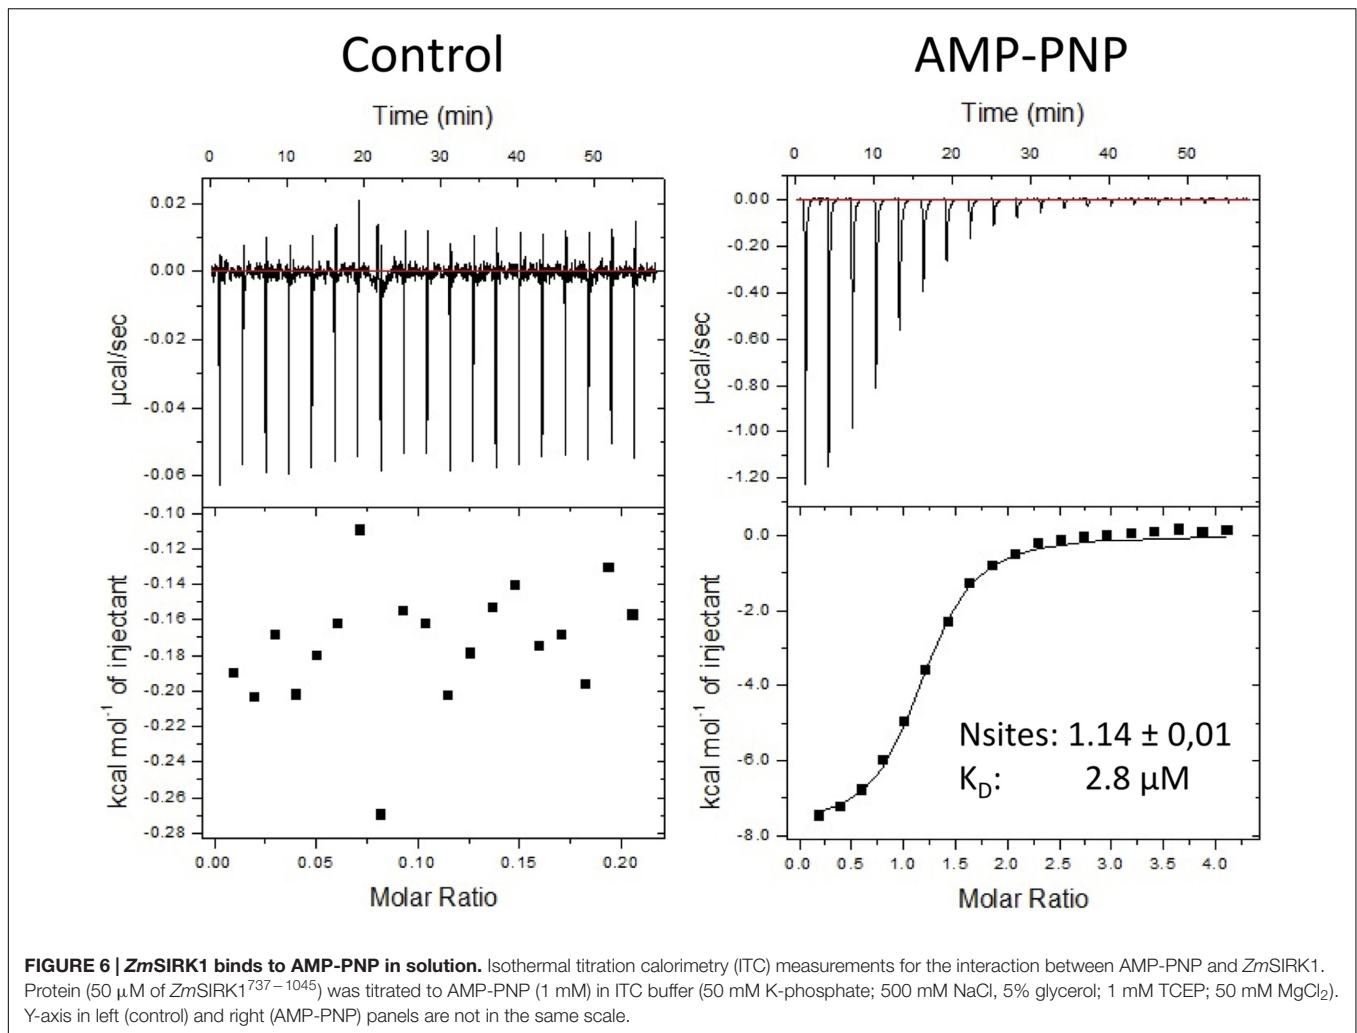 Control
Time (min)
0 10 20 30 40 50
0.02
0.00
-0.02
-0.04
-0.06
µcal/sec
-0.10
-0.12
-0.14
-0.16
-0.18
-0.20
-0.22
-0.24
-0.26
-0.28
kcal mol⁻¹ of injectant
0.00 0.05 0.10 0.15 0.20
Molar Ratio
AMP-PNP
Time (min)
0 10 20 30 40 50
0.00
-0.20
-0.40
-0.60
-0.80
-1.00
-1.20
µcal/sec
0.0
-2.0
-4.0
-6.0
-8.0
kcal mol⁻¹ of injectant
Nsites: 1.14 ± 0,01
K_D: 2.8 µM
0.0 0.5 1.0 1.5 2.0 2.5 3.0 3.5 4.0
Molar Ratio
FIGURE 6 | ZmSIRK1 binds to AMP-PNP in solution. Isothermal titration calorimetry (ITC) measurements for the interaction between AMP-PNP and ZmSIRK1.
Protein (50 µM of ZmSIRK1⁷³⁷⁻¹⁰⁴⁵) was titrated to AMP-PNP (1 mM) in ITC buffer (50 mM K-phosphate; 500 mM NaCl, 5% glycerol; 1 mM TCEP; 50 mM MgCl₂).
Y-axis in left (control) and right (AMP-PNP) panels are not in the same scale.